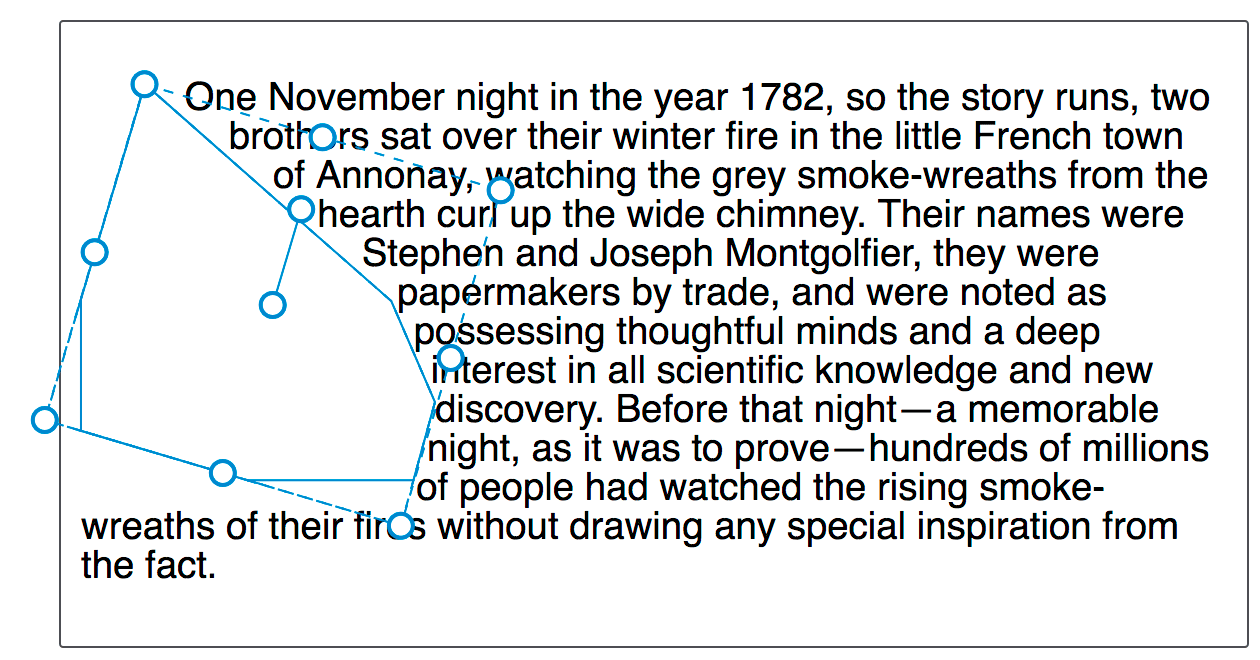 One November night in the year 1782, so the story runs, two
brothers sat over their winter fire in the little French town
of Annonay, watching the grey smoke-wreaths from the
hearth curl up the wide chimney. Their names were
Stephen and Joseph Montgolfier, they were
papermakers by trade, and were noted as
possessing thoughtful minds and a deep
interest in all scientific knowledge and new
discovery. Before that night—a memorable
night, as it was to prove—hundreds of millions
of people had watched the rising smoke-
wreaths of their fires without drawing any special inspiration from
the fact.